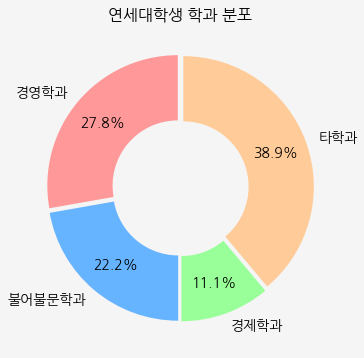 연세대학생 학과 분포
경영학과
27.8%
타학과
38.9%
22.2%
불어불문학과
11.1%
경제학과